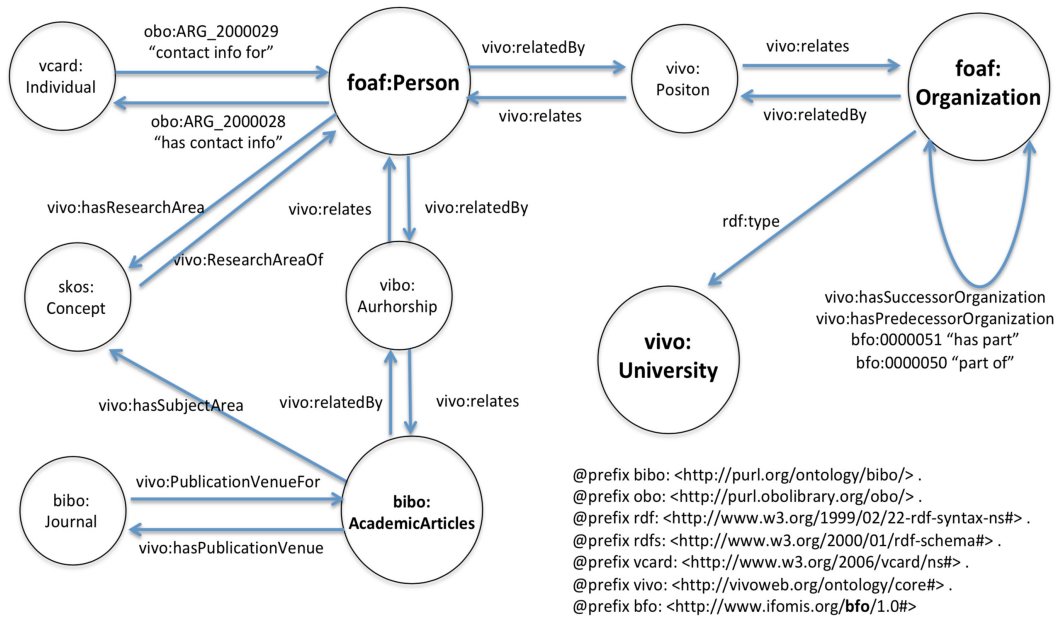 obo:ARG_2000029
“contact info for”
vcard:
Individual
foaf:Person
obo:ARG_2000028
“has contact info”
vivo:relatedBy
vivo:relates
vivo:
Positon
vivo:relates
vivo:relatedBy
foaf:
Organization
vivo:hasResearchArea
vivo:ResearchAreaOf
vivo:relates
vivo:relatedBy
rdf:type
skos:
Concept
vibo:
Aurhorship
vivo:
University
vivo:hasSuccessorOrganization
vivo:hasPredecessorOrganization
bfo:0000051 “has part”
bfo:0000050 “part of”
vivo:hasSubjectArea
vivo:relatedBy
vivo:relates
bibo:
Journal
vivo:PublicationVenueFor
vivo:hasPublicationVenue
bibo:
AcademicArticles
@prefix bibo: <http://purl.org/ontology/bibo/> .
@prefix obo: <http://purl.obolibrary.org/obo/> .
@prefix rdf: <http://www.w3.org/1999/02/22-rdf-syntax-ns#> .
@prefix rdfs: <http://www.w3.org/2000/01/rdf-schema#> .
@prefix vcard: <http://www.w3.org/2006/vcard/ns#> .
@prefix vivo: <http://vivoweb.org/ontology/core#> .
@prefix bfo: <http://www.ifomis.org/bfo/1.0#>